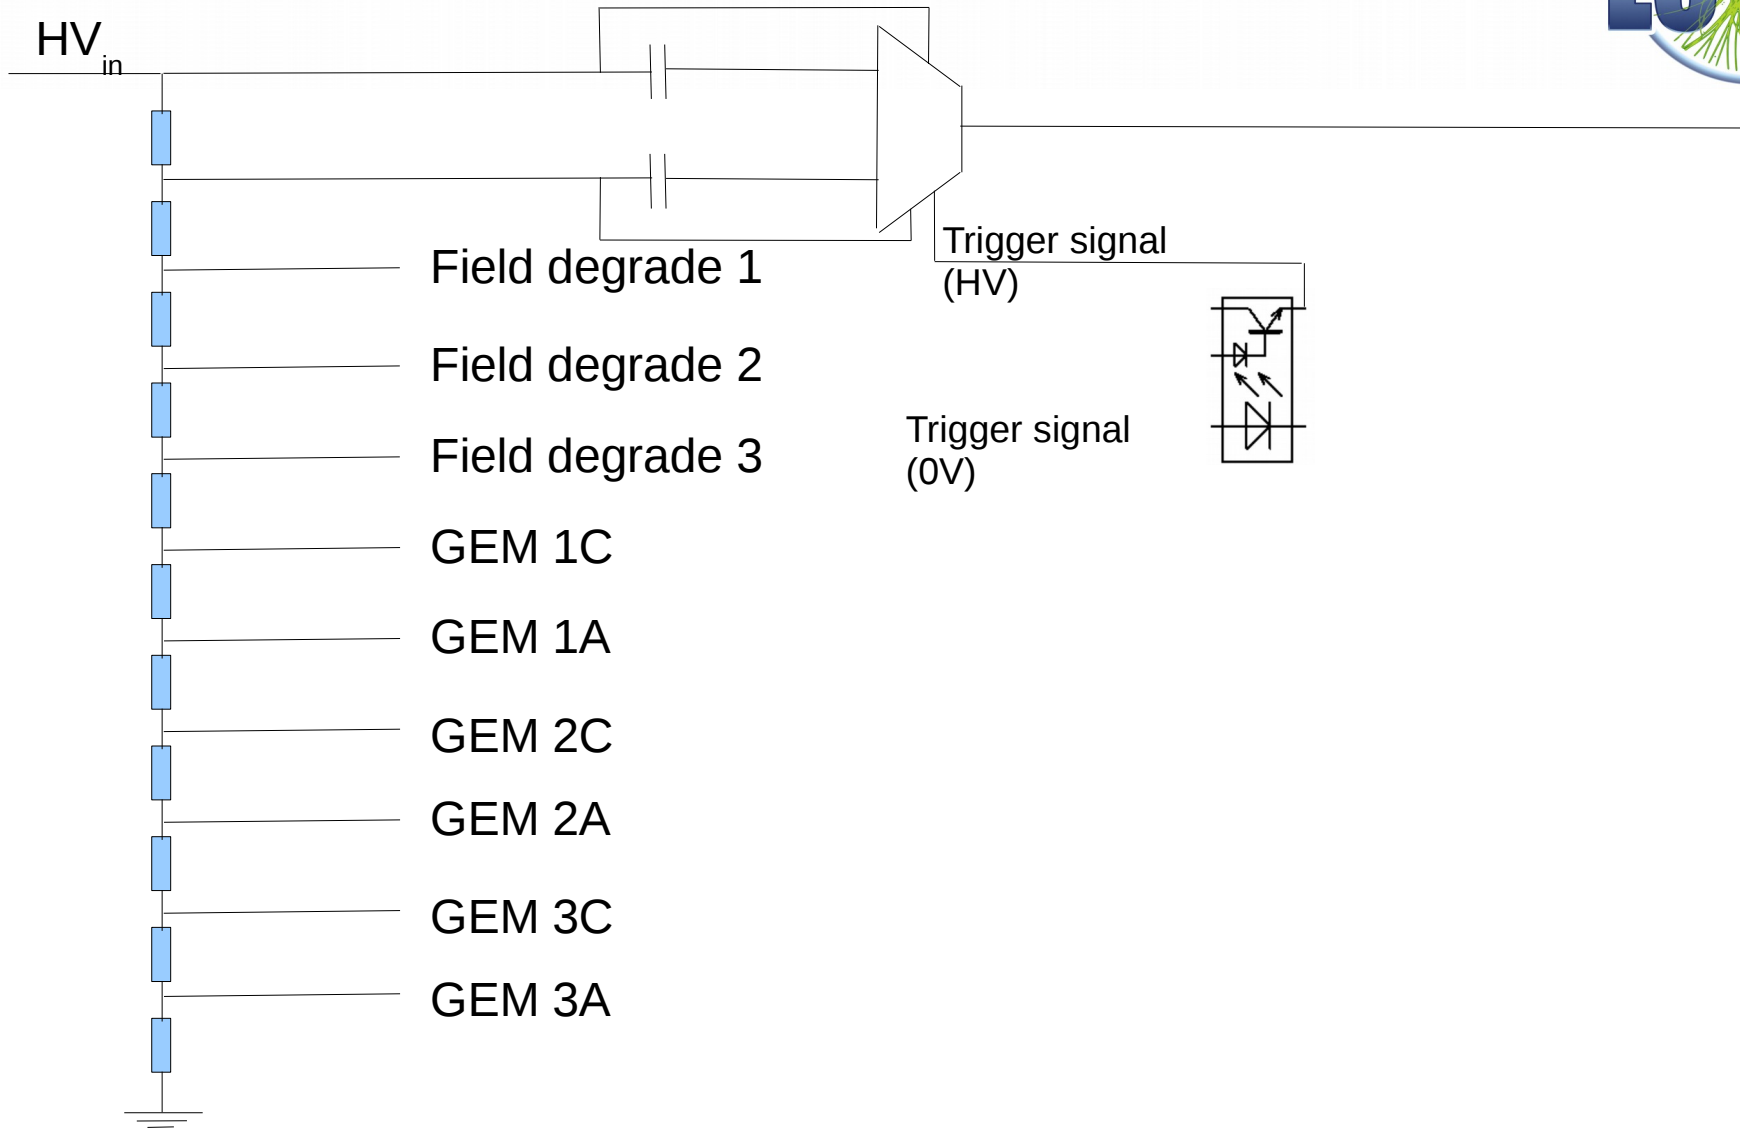 HVin
Field degrade 1
Field degrade 2
Field degrade 3
GEM 1C
GEM 1A
GEM 2C
GEM 2A
GEM 3C
GEM 3A
Trigger signal
(HV)
Trigger signal
(0V)